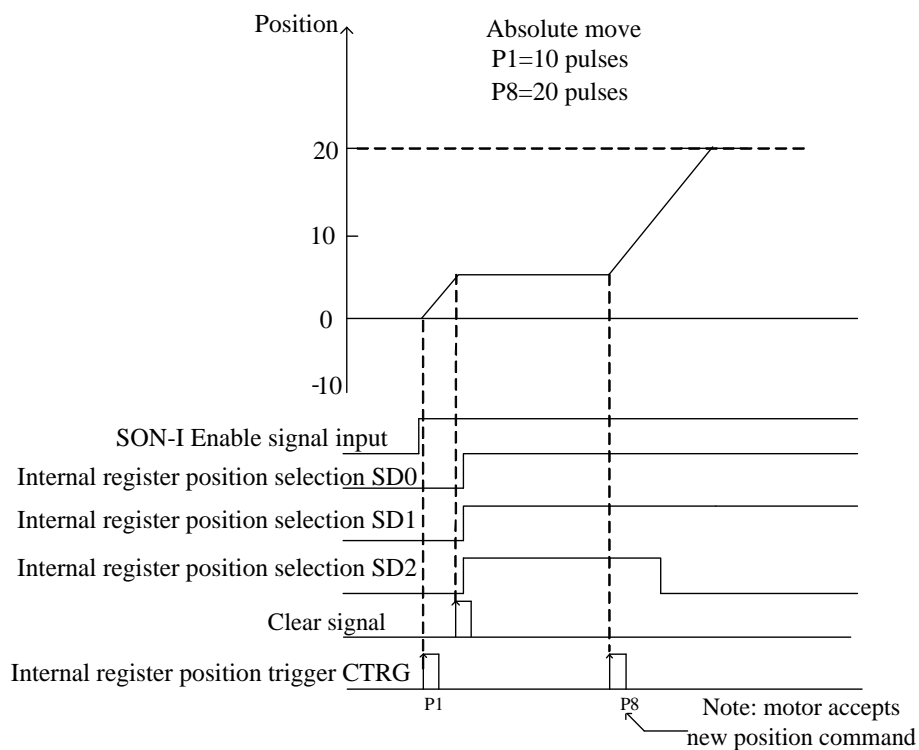 Position
Absolute move
P1=10 pulses
P8=20 pulses
20
10
0
-10
SON-I Enable signal input
Internal register position selection SD0
Internal register position selection SD1
Internal register position selection SD2
Clear signal
Internal register position trigger CTRG
P1
P8
Note: motor accepts
new position command